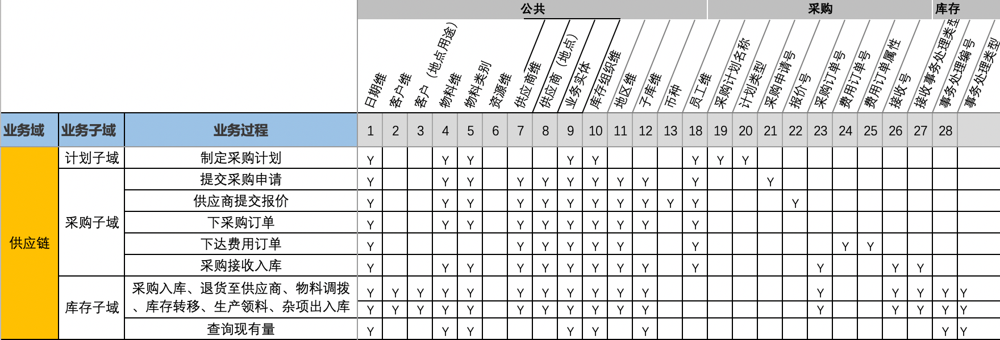 公共 采购 库存
日期维 客户维 客户（地点用途） 物料维 物料类别 资源维 供应商维 供应商（地点） 业务实体 库存组织维 地区维 子库维 币种 员工维 采购计划名称 计划类型 采购申请号 报价号 采购订单号 费用订单号 费用订单属性 接收号 接收事务处理类型 事务处理编号 事务处理类型
业务域 业务子域 业务过程 1 2 3 4 5 6 7 8 9 10 11 12 13 18 19 20 21 22 23 24 25 26 27 28
供应链
计划子域 制定采购计划 Y Y Y Y Y Y Y Y
采购子域
提交采购申请 Y Y Y Y Y Y Y Y Y Y Y
供应商提交报价 Y Y Y Y Y Y Y Y Y Y Y Y
下采购订单 Y Y Y Y Y Y Y Y Y Y
下达费用订单 Y Y Y Y Y Y Y Y Y
采购接收入库 Y Y Y Y Y Y Y Y Y Y Y Y Y
库存子域
采购入库、退货至供应商、物料调拨 Y Y Y Y Y Y Y Y Y Y Y Y Y Y Y Y
、库存转移、生产领料、杂项出入库 Y Y Y Y Y Y Y Y Y Y Y Y Y Y Y Y
查询现有量 Y Y Y Y Y Y Y Y